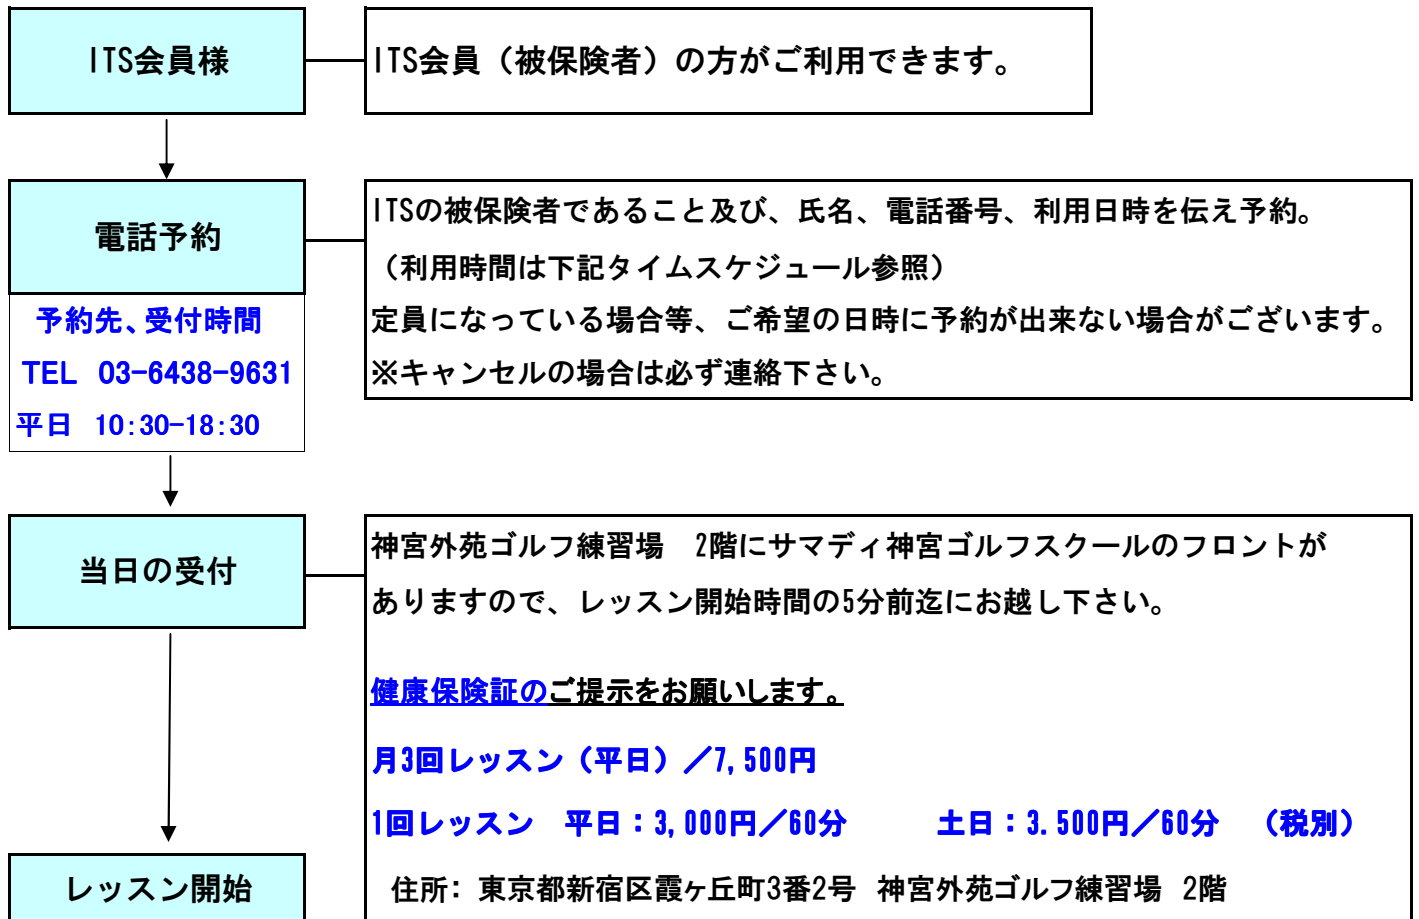 ITS会員様
ITS会員（被保険者）の方がご利用できます。
電話予約
ITSの被保険者であること及び、氏名、電話番号、利用日時を伝え予約。
（利用時間は下記タイムスケジュール参照）
定員になっている場合等、ご希望の日時に予約が出来ない場合がございます。
※キャンセルの場合は必ず連絡下さい。
予約先、受付時間
TEL 03-6438-9631
平日 10:30-18:30
当日の受付
神宮外苑ゴルフ練習場　2階にサマディ神宮ゴルフスクールのフロントが
ありますので、レッスン開始時間の5分前迄にお越し下さい。
健康保険証のご提示をお願いします。
月3回レッスン（平日）／7,500円
1回レッスン　平日：3,000円／60分　　　土日：3.500円／60分　（税別）
レッスン開始
住所： 東京都新宿区霞ヶ丘町3番2号 神宮外苑ゴルフ練習場 2階